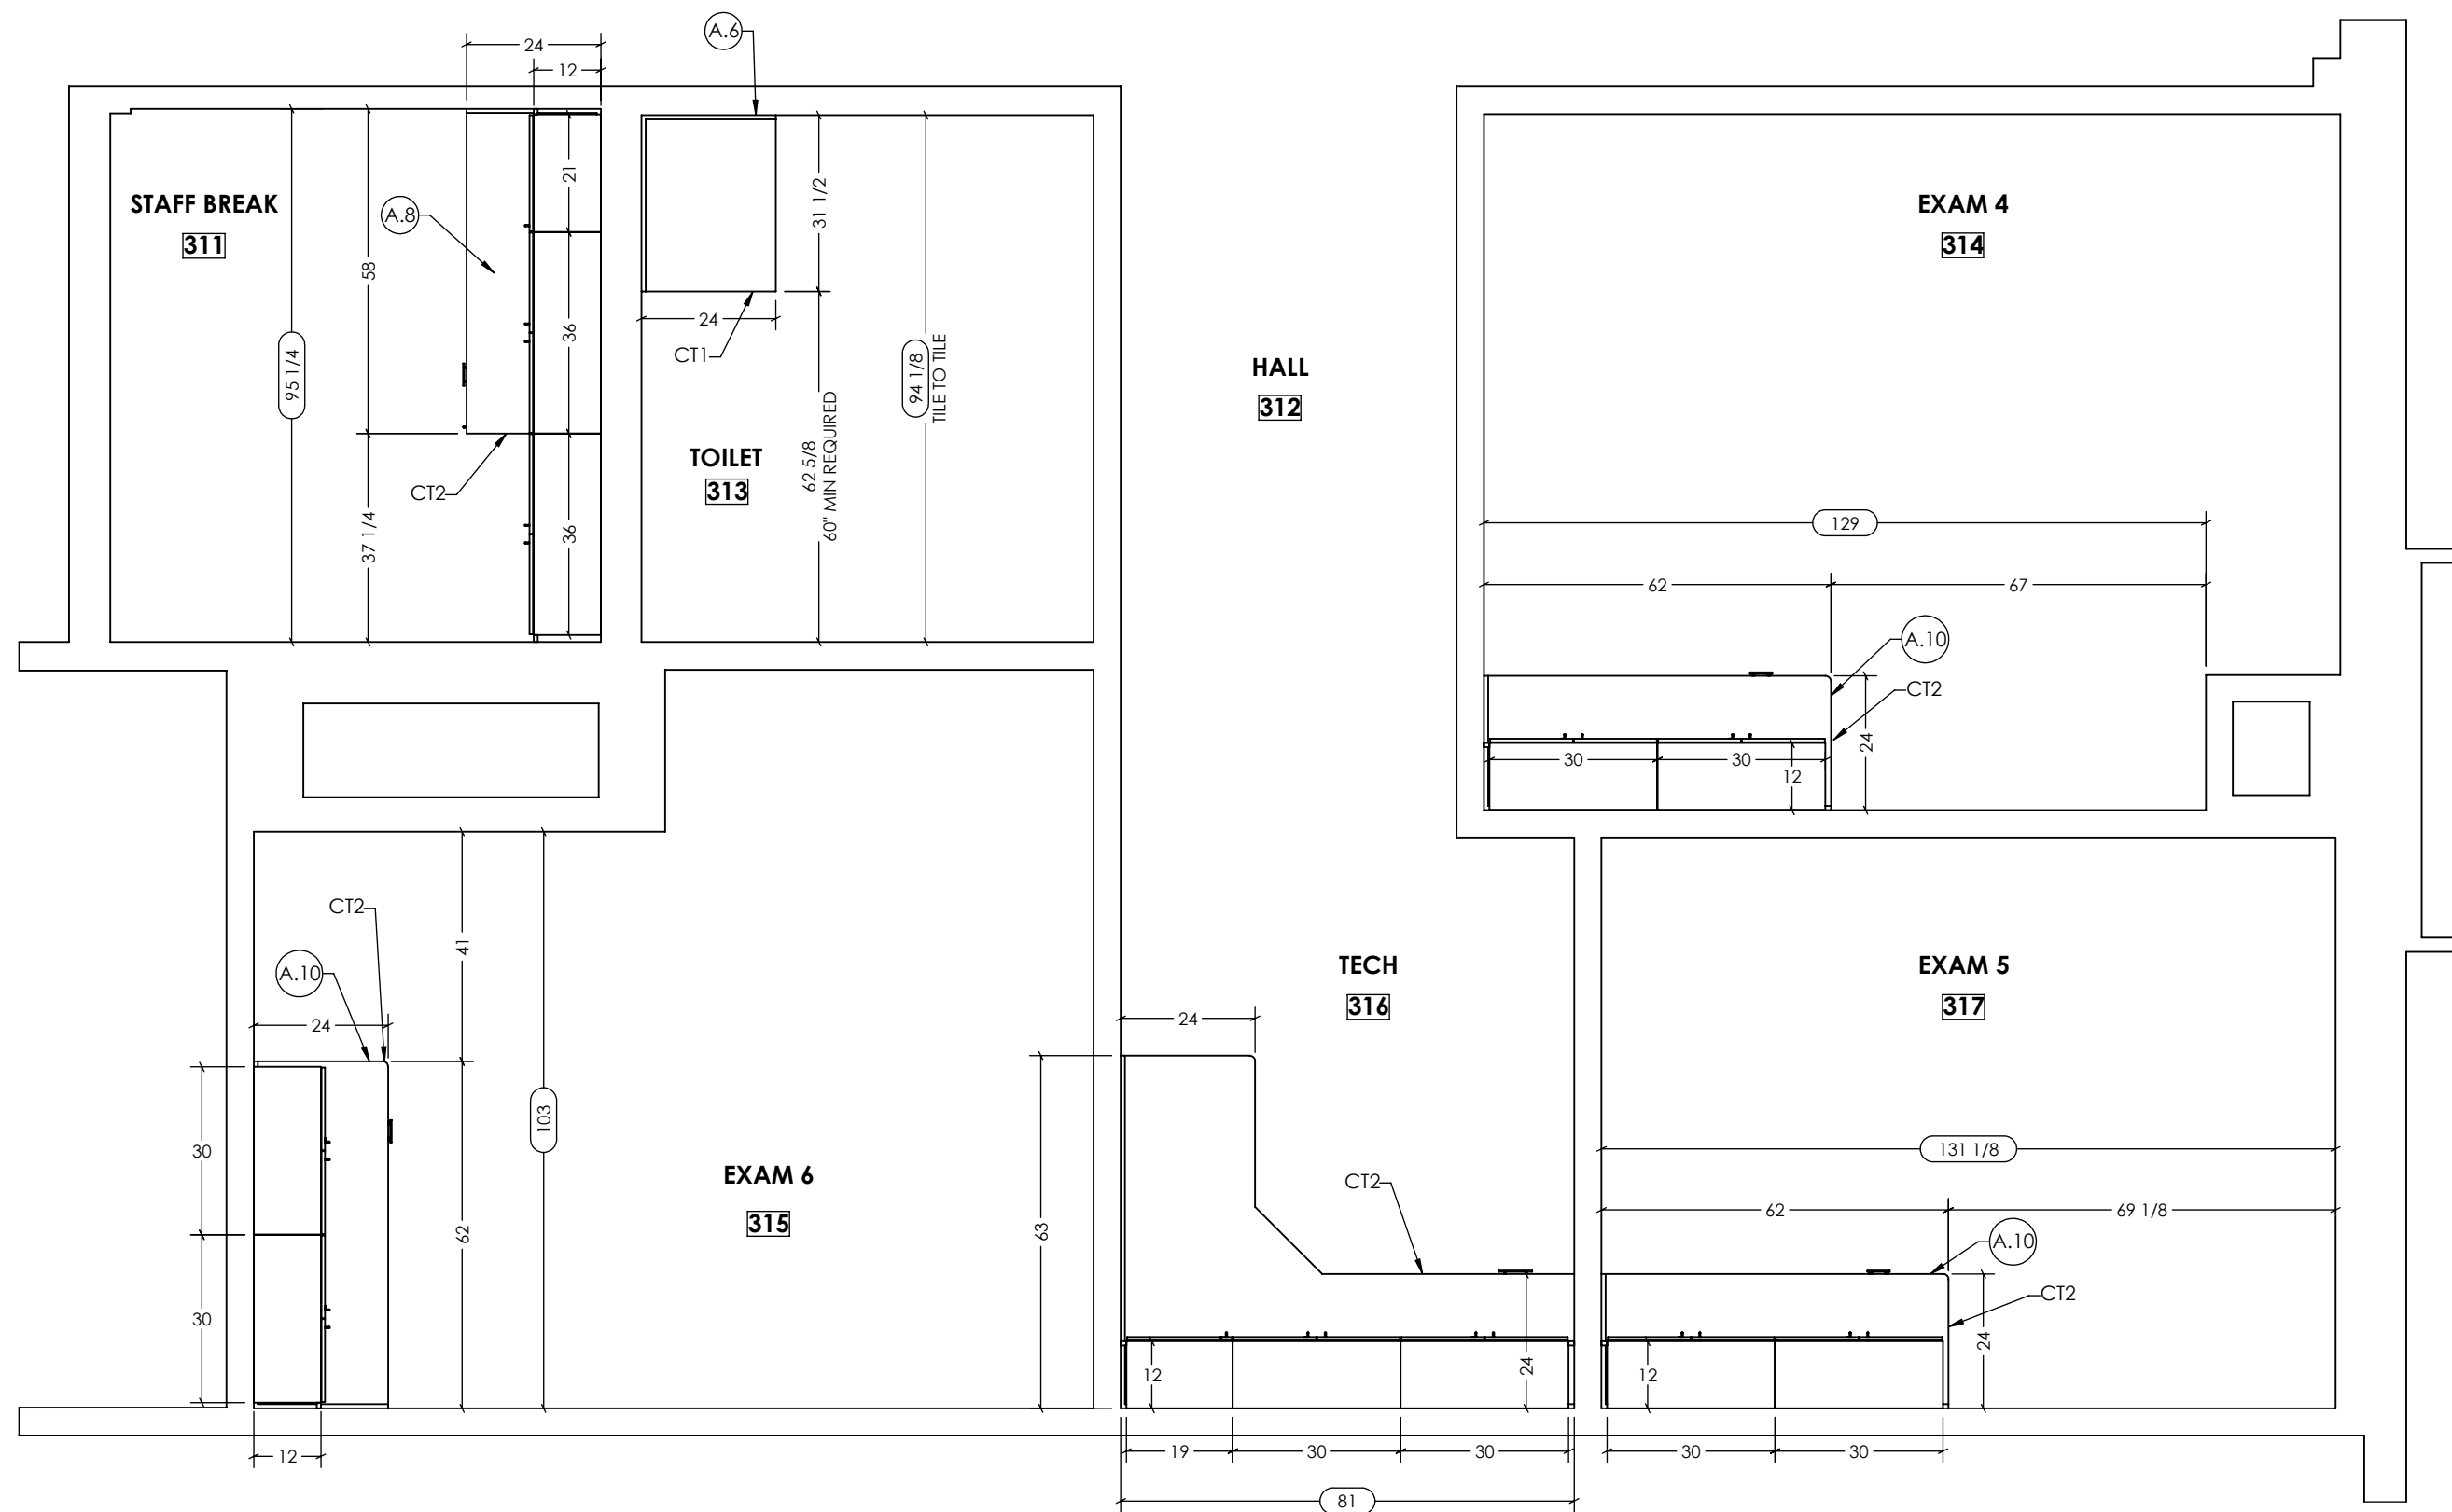 24
12
A.6
STAFF BREAK
311
A.8
95 1/4
58
37 1/4
CT2
21
36
36
31 1/2
24
CT1
62 5/8
60" MIN REQUIRED
94 1/8
TILE TO TILE
TOILET
313
HALL
312
EXAM 4
314
129
62
67
A.10
CT2
24
30
30
12
CT2
A.10
24
41
103
30
30
62
12
EXAM 6
315
63
TECH
316
24
CT2
12
24
19
30
30
81
EXAM 5
317
131 1/8
62
69 1/8
A.10
CT2
24
12
30
30